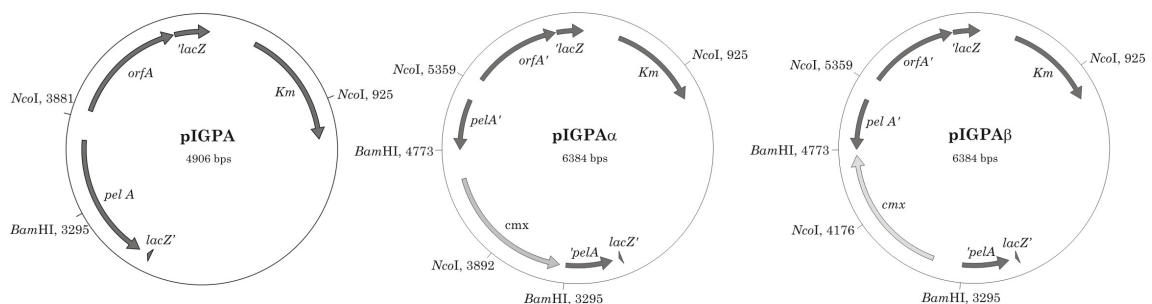 'lacZ
orfA
Km
NcoI, 3881
NcoI, 925
pIGPA
4906 bps
pel A
BamHI, 3295
lacZ'
'lacZ
orfA'
Km
NcoI, 5359
NcoI, 925
pelA'
pIGPAα
6384 bps
BamHI, 4773
cmx
NcoI, 3892
'pelA
lacZ'
BamHI, 3295
'lacZ
orfA'
Km
NcoI, 5359
NcoI, 925
pel A'
pIGPAβ
6384 bps
BamHI, 4773
cmx
NcoI, 4176
'pelA
lacZ'
BamHI, 3295